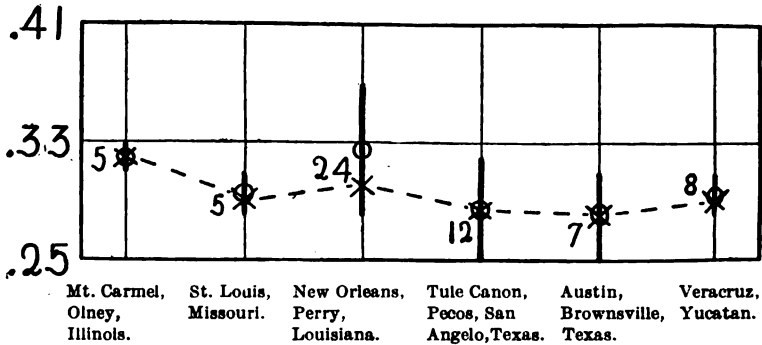 .41
.33
.25
5
5
24
12
7
8
Mt. Carmel,
Olney,
Illinois.
St. Louis,
Missouri.
New Orleans,
Perry,
Louisiana.
Tule Canon,
Pecos, San
Angelo,Texas.
Austin,
Brownsville,
Texas.
Veracruz,
Yucatan.